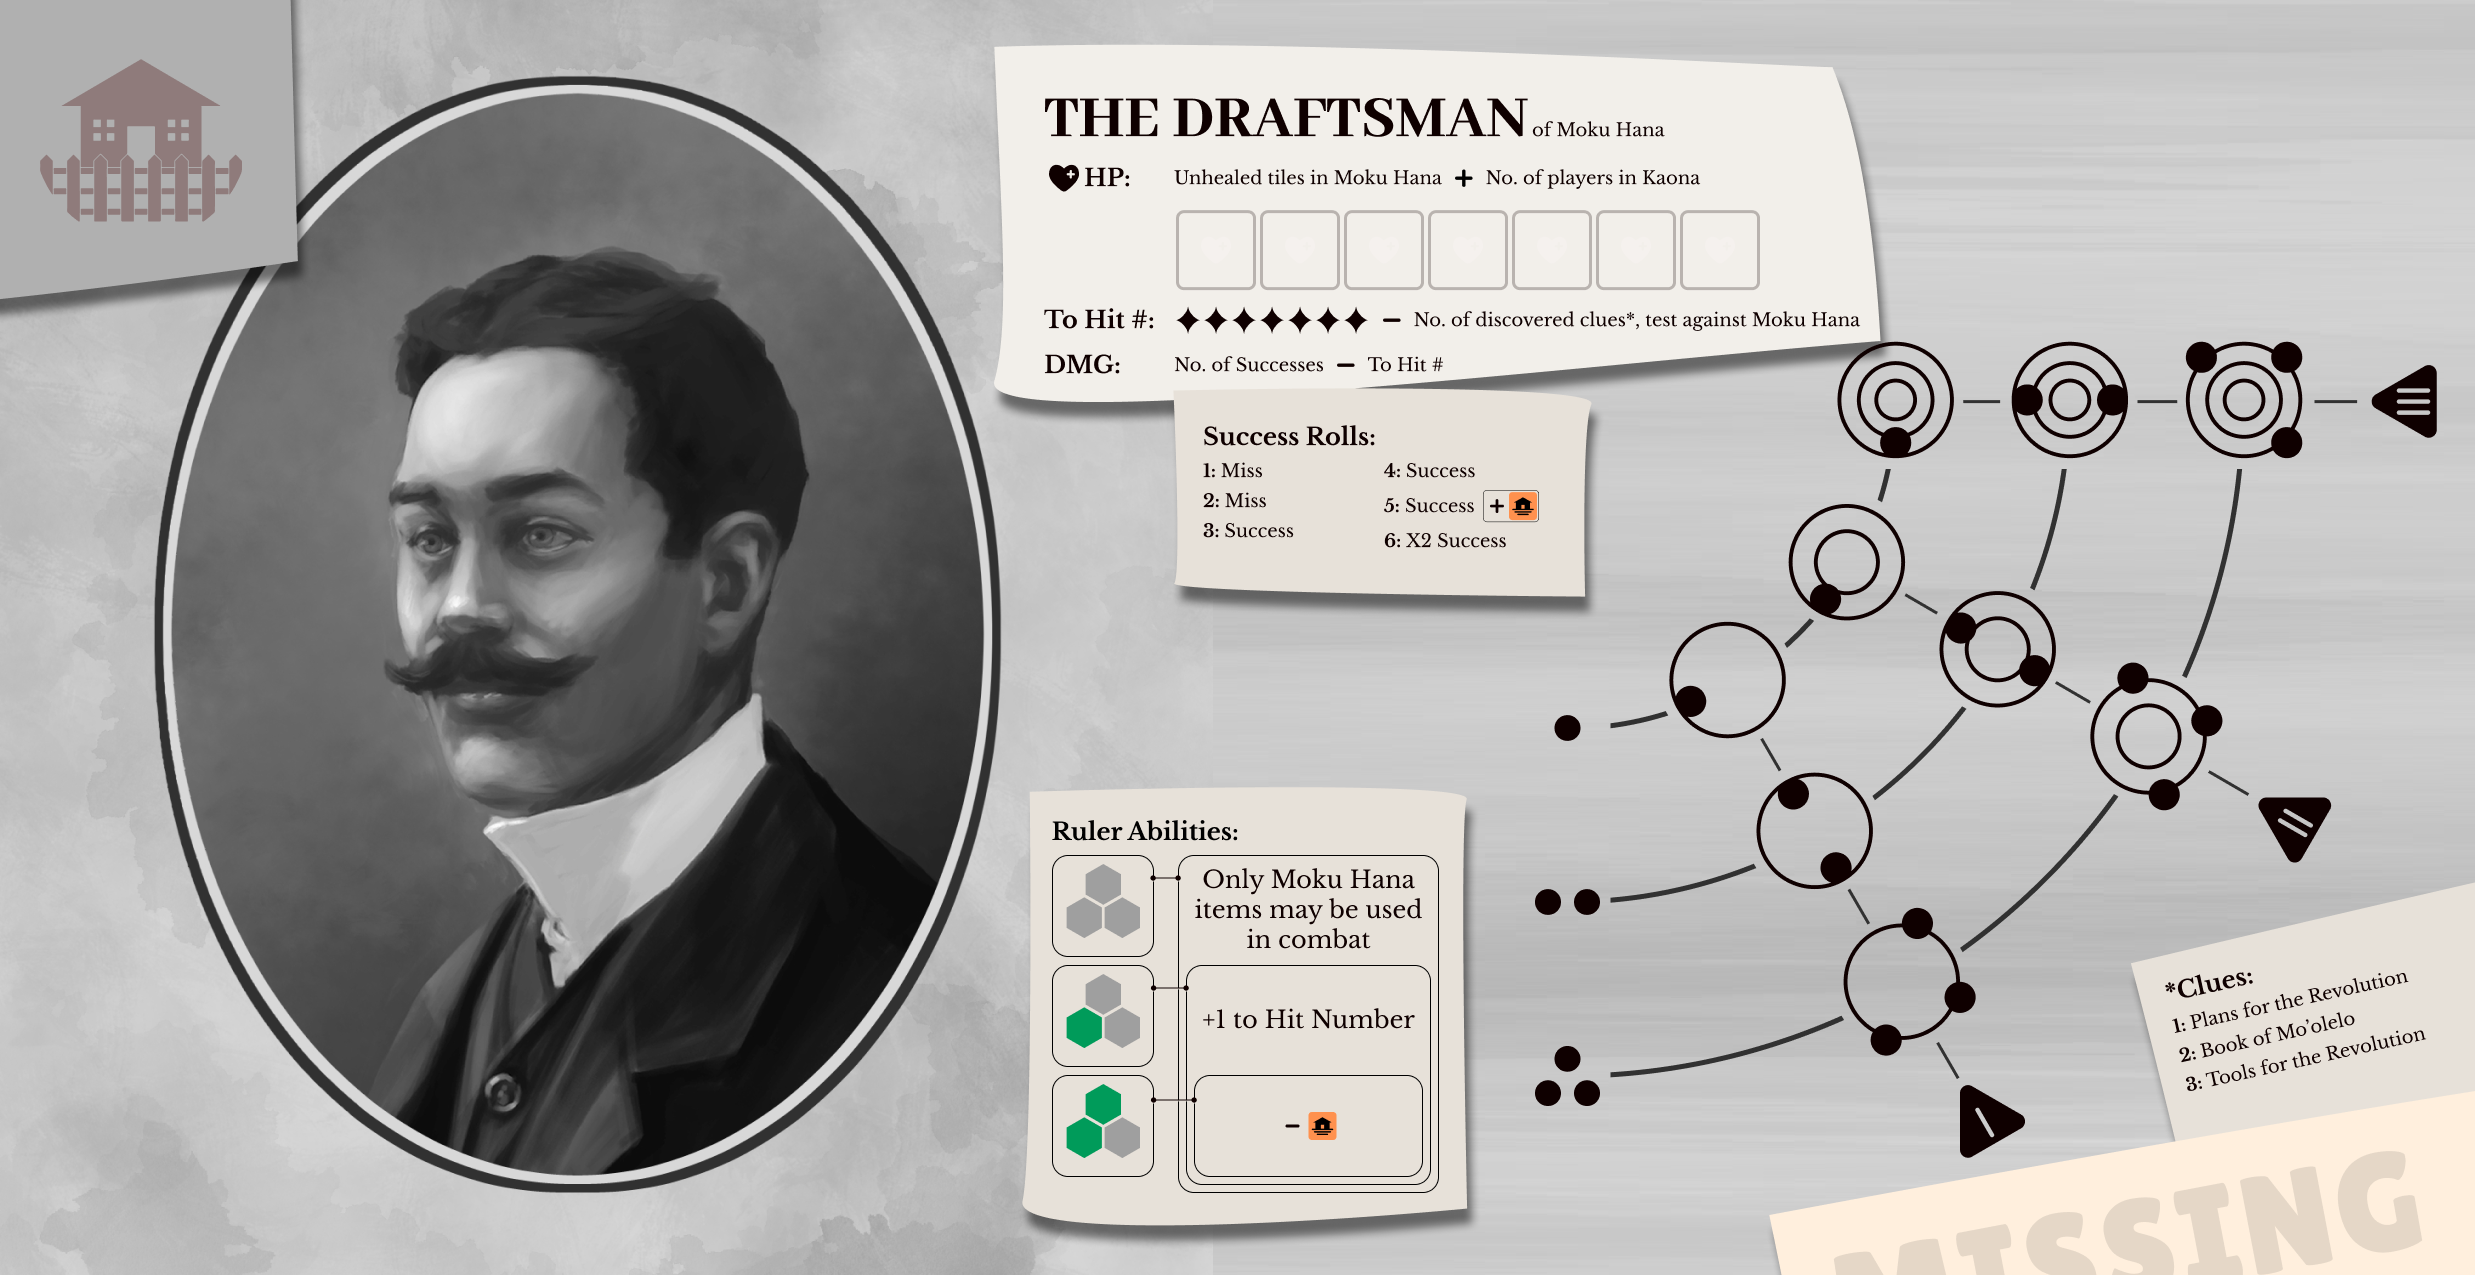 THE DRAFTSMAN of Moku Hana
HP: Unhealed tiles in Moku Hana + No. of players in Kaona
To Hit #: – No. of discovered clues*, test against Moku Hana
DMG: No. of Successes – To Hit #
Success Rolls:
1: Miss
2: Miss
3: Success
4: Success
5: Success +
6: X2 Success
Ruler Abilities:
Only Moku Hana
items may be used
in combat
+1 to Hit Number
–
*Clues:
1: Plans for the Revolution
2: Book of Mo’olelo
3: Tools for the Revolution
MISSING